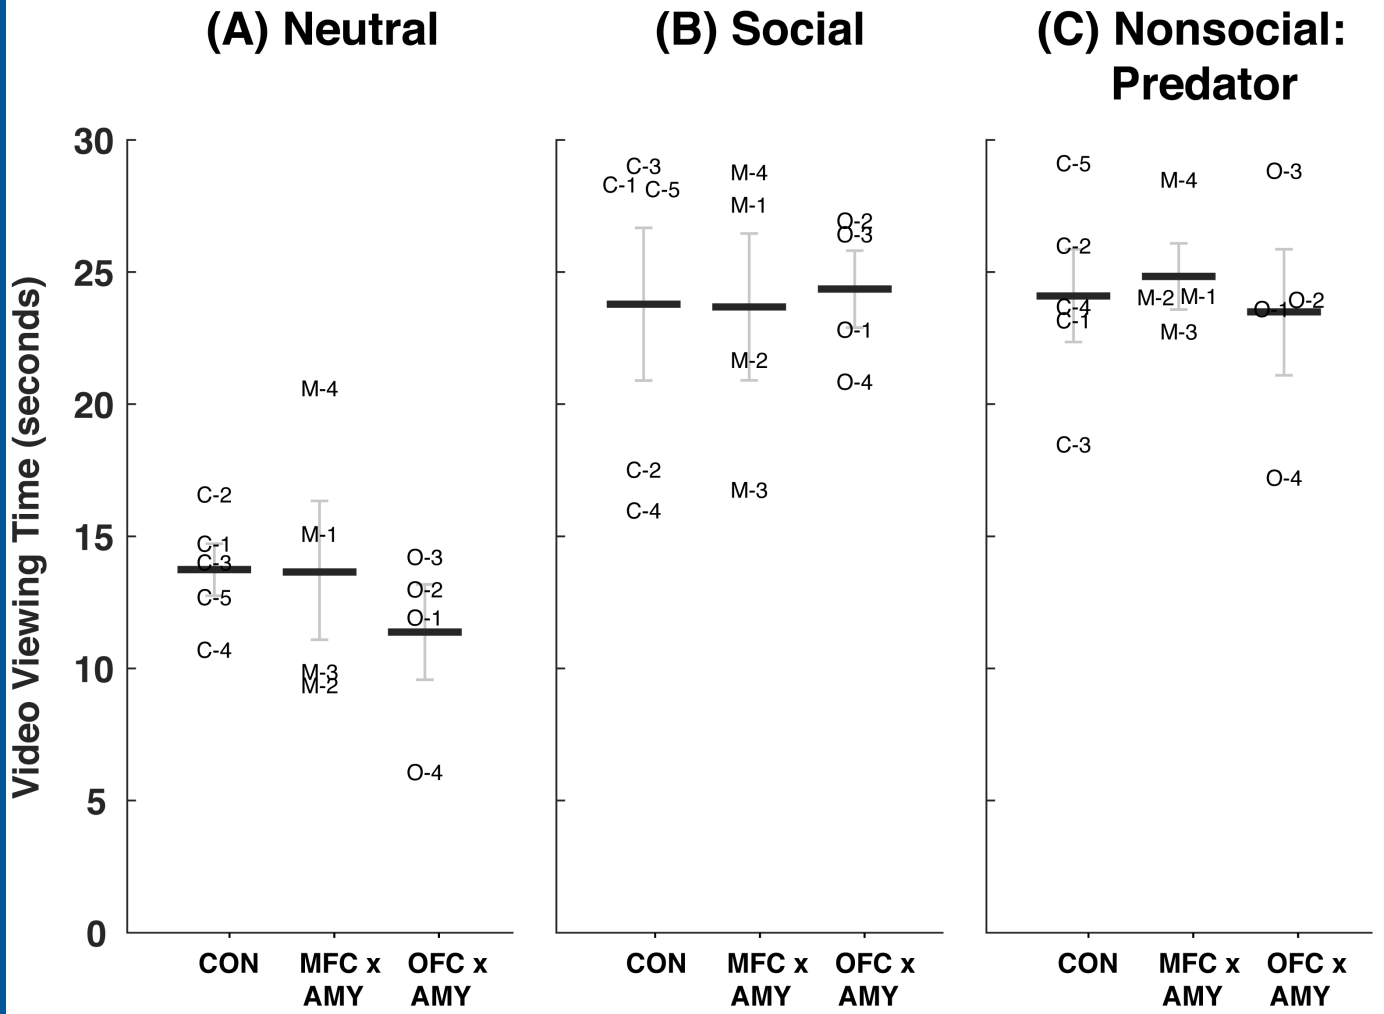 (A) Neutral
(B) Social
(C) Nonsocial:
Predator
Video Viewing Time (seconds)
30
25
20
15
10
5
0
C-2
C-1
C-3
C-5
C-4
M-4
M-1
M-3
M-2
O-3
O-2
O-1
O-4
CON
MFC x
AMY
OFC x
AMY
C-3
C-1
C-5
C-2
C-4
M-4
M-1
M-2
M-3
O-2
O-3
O-1
O-4
CON
MFC x
AMY
OFC x
AMY
C-5
C-2
C-4
C-1
C-3
M-4
M-2 M-1
M-3
O-3
O-1 O-2
O-4
CON
MFC x
AMY
OFC x
AMY